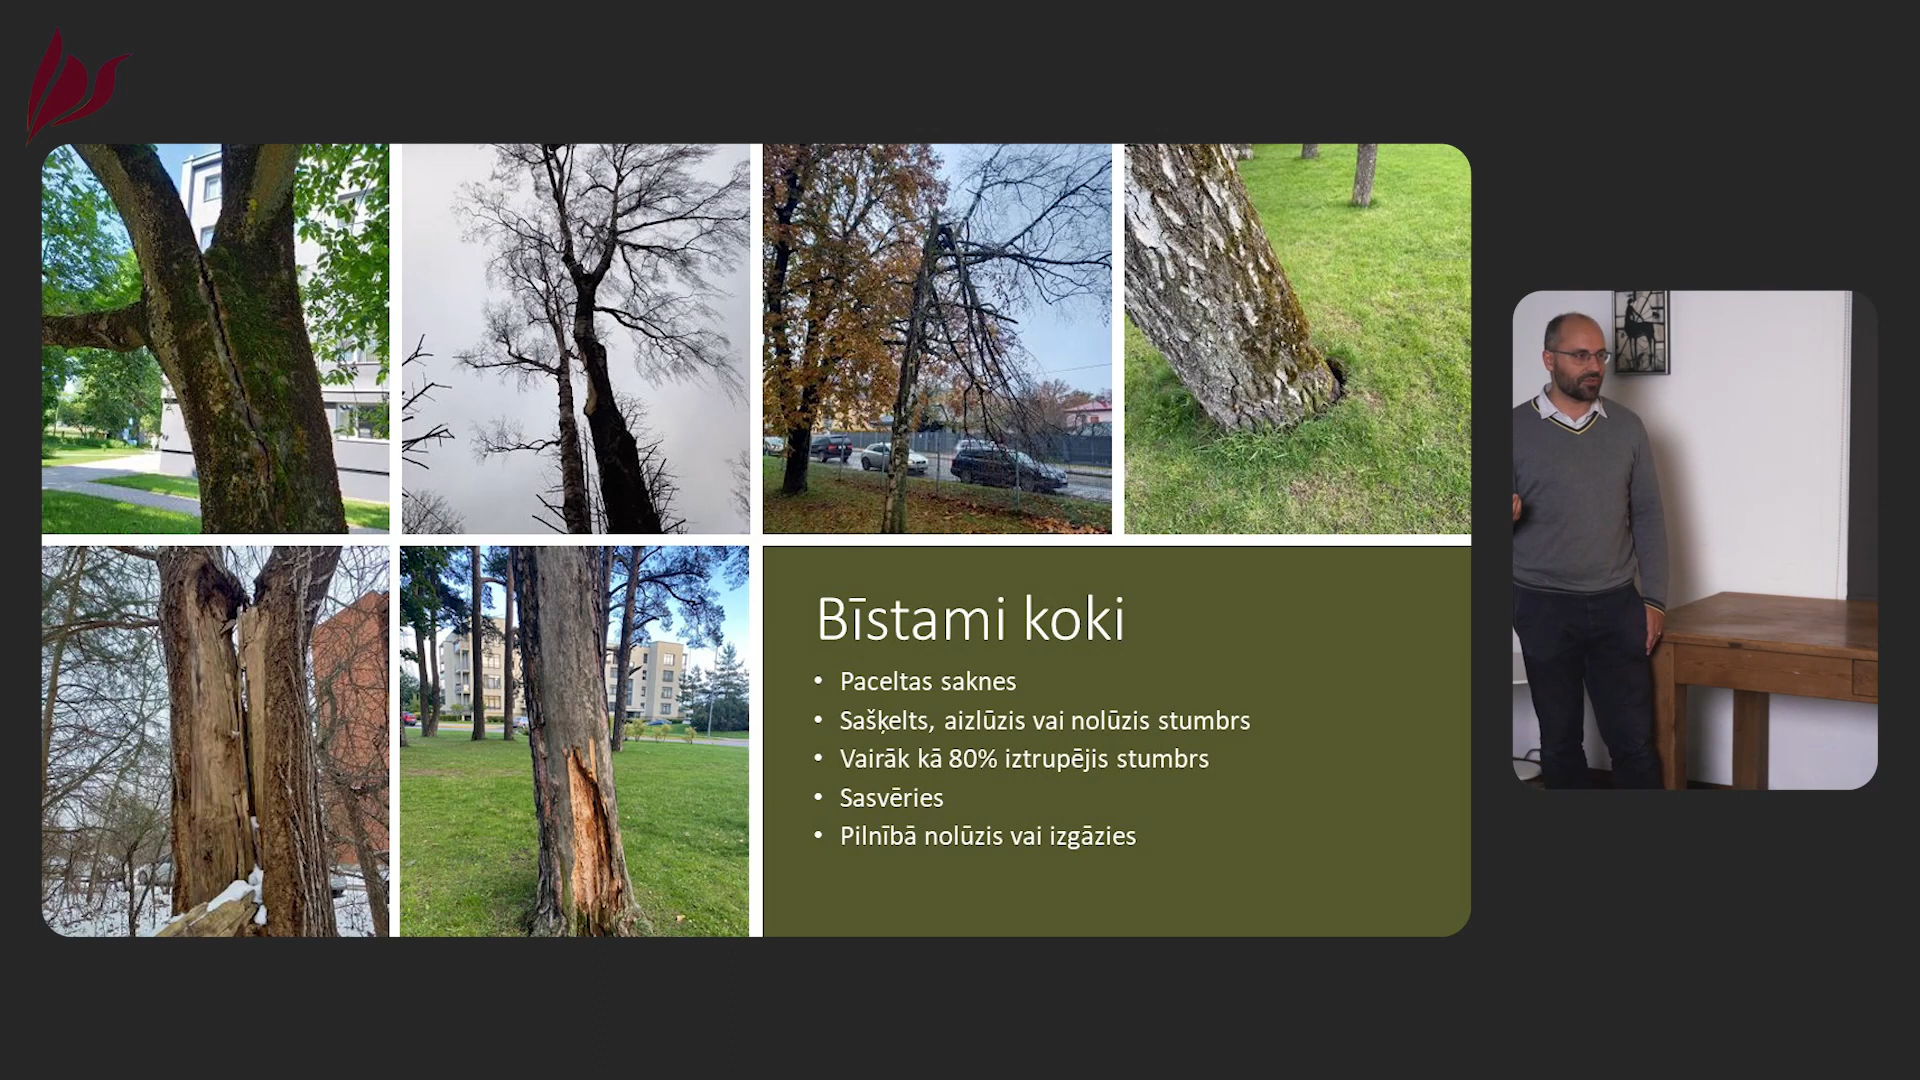 Bīstami koki
• Paceltas saknes
• Sašķelts, aizlūzis vai nolūzis stumbrs
• Vairāk kā 80% iztrupējis stumbrs
• Sasvēries
• Pilnībā nolūzis vai izgāzies